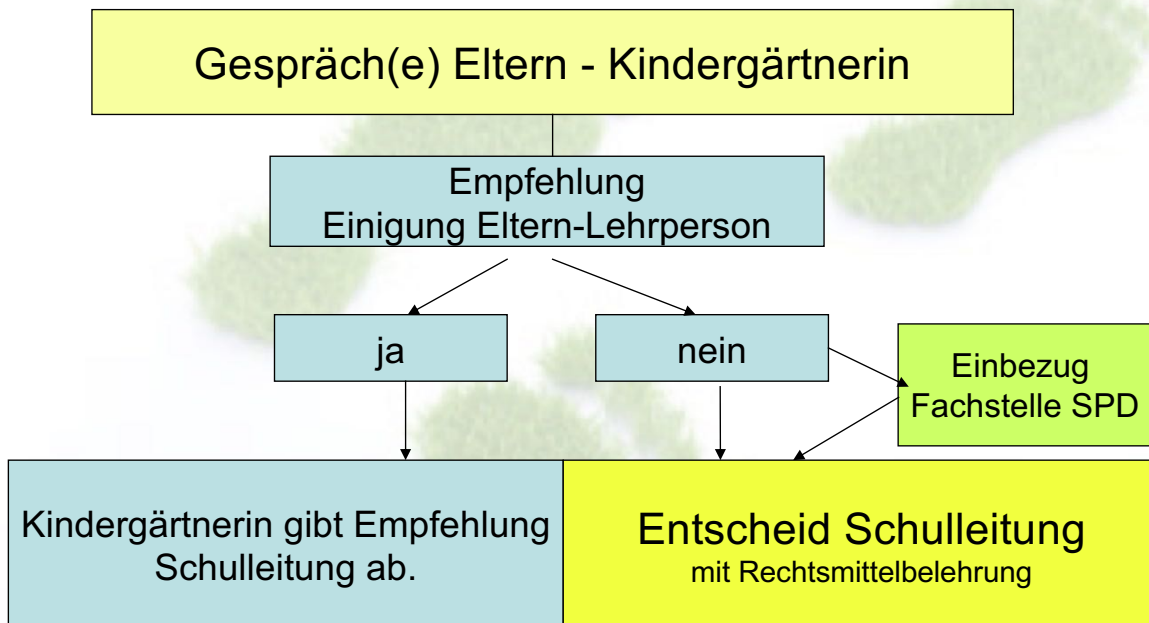 Gespräch(e) Eltern - Kindergärtnerin
Empfehlung
Einigung Eltern-Lehrperson
ja
nein
Einbezug
Fachstelle SPD
Kindergärtnerin gibt Empfehlung
Schulleitung ab.
Entscheid Schulleitung
mit Rechtsmittelbelehrung